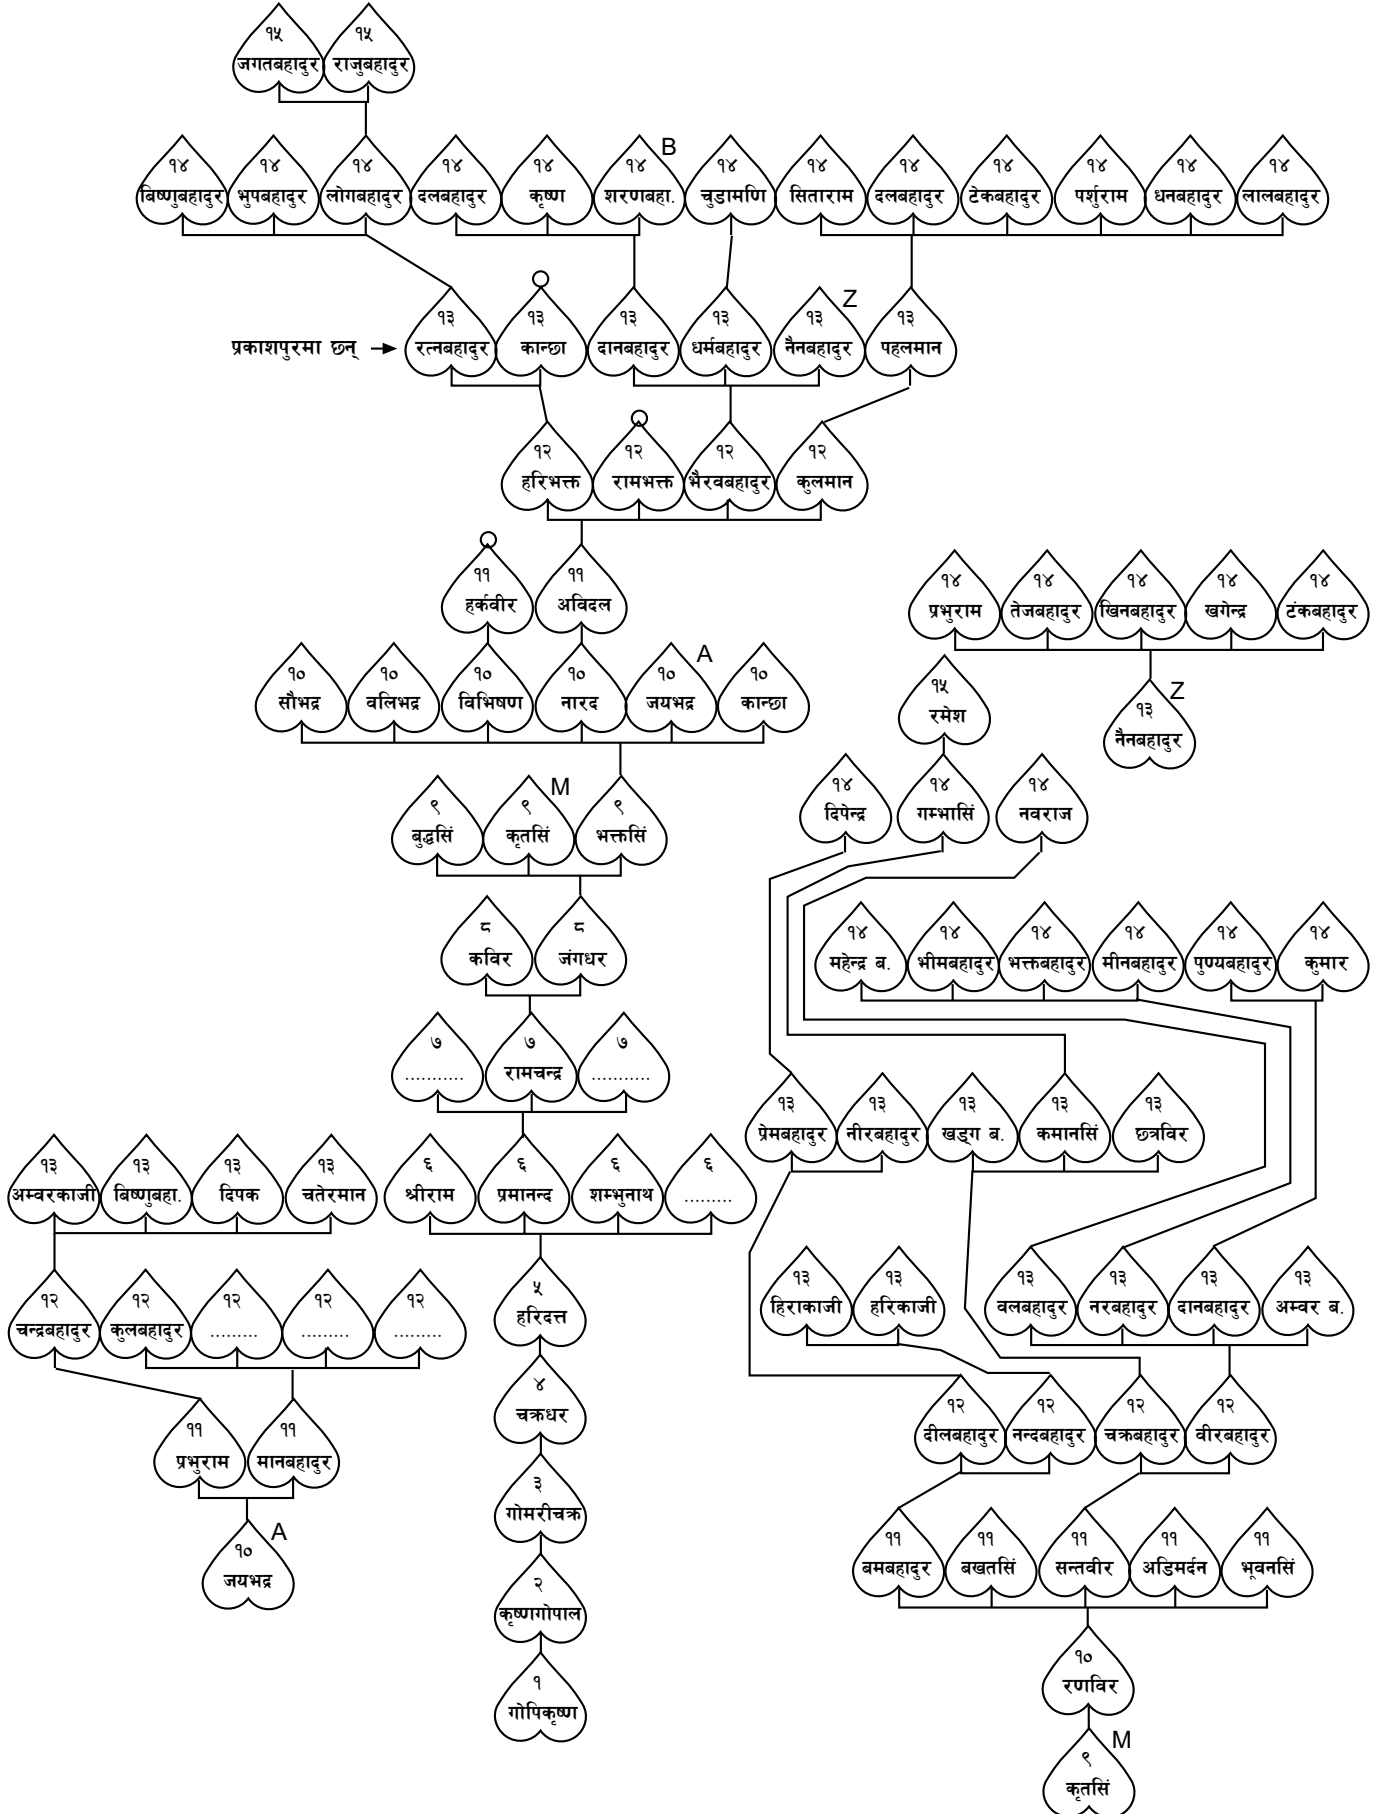 १५ १५
जगतबहादुर राजुबहादुर
१४ १४ १४ १४ १४ १४ B १४ १४ १४ १४ १४ १४ १४
बिष्णुबहादुर भुपबहादुर लोगबहादुर दलबहादुर कृष्ण शरणबहा. चुडामणि सिताराम दलबहादुर टेकबहादुर पर्शुराम धनबहादुर लालबहादुर
१३ १३ १३ १३ १३ Z १३
प्रकाशपुरमा छन् रत्नबहादुर कान्छा दानबहादुर धर्मबहादुर नैनबहादुर पहलमान
१२ १२ १२ १२
हरिभक्त रामभक्त भैरवबहादुर कुलमान
११ ११
हर्कवीर अविदल
१४ १४ १४ १४ १४
प्रभुराम तेजबहादुर खिनबहादुर खगेन्द्र टंकबहादुर
१० १० १० १० १० A १०
सौभद्र वलिभद्र विभिषण नारद जयभद्र कान्छा
१५
रमेश
१३ Z
नैनबहादुर
९ ९ M ९
बुद्धसिं कृतसिं भक्तसिं
१४ १४ १४
दिपेन्द्र गम्भासिं नवराज
८ ८
कविर जंगधर
१४ १४ १४ १४ १४ १४
महेन्द्र ब. भीमबहादुर भक्तबहादुर मीनबहादुर पुण्यबहादुर कुमार
७ ७ ७
........... रामचन्द्र ...........
१३ १३ १३ १३ १३
प्रेमबहादुर नीरबहादुर खड्ग ब. कमानसिं छत्रविर
१३ १३ १३ १३ ६ ६ ६ ६
अम्वरकाजी बिष्णुबहा. दिपक चतेरमान श्रीराम प्रमानन्द शम्भुनाथ .........
१२ १२ १२ १२ १२
चन्द्रबहादुर कुलबहादुर ......... ......... .........
५
हरिदत्त
१३ १३ १३ १३ १३ १३
हिराकाजी हरिकाजी वलबहादुर नरबहादुर दानबहादुर अम्वर ब.
४
चक्रधर
११ ११
प्रभुराम मानबहादुर
१२ १२ १२ १२
दीलबहादुर नन्दबहादुर चक्रबहादुर वीरबहादुर
३
गोमरीचक्र
१० A
जयभद्र
११ ११ ११ ११ ११
बमबहादुर बखतसिं सन्तवीर अडिमर्दन भूवनसिं
२
कृष्णगोपाल
१
गोपिकृष्ण
१०
रणविर
९ M
कृतसिं